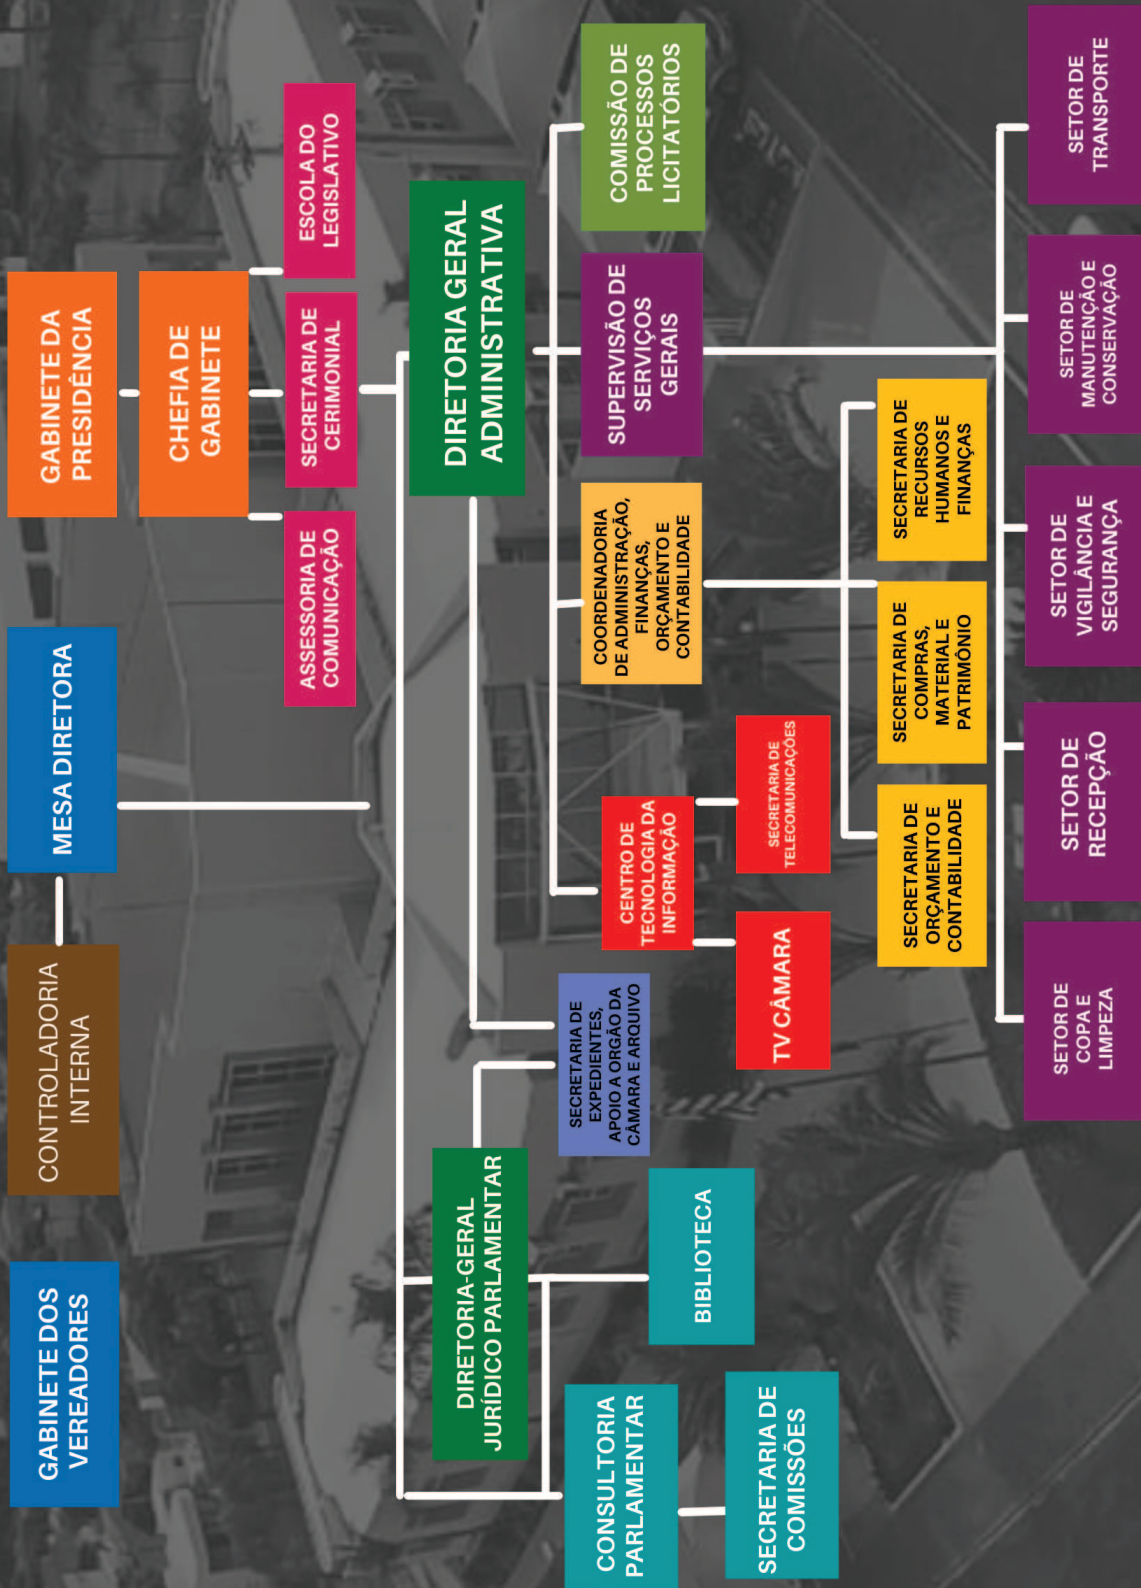 GABINETE DOS
VEREADORES
CONTROLADORIA
INTERNA
MESA DIRETORA
GABINETE DA
PRESIDÊNCIA
CHEFIA DE
GABINETE
ASSESSORIA DE
COMUNICAÇÃO
SECRETARIA DE
CERIMONIAL
ESCOLA DO
LEGISLATIVO
DIRETORIA-GERAL
JURÍDICO PARLAMENTAR
DIRETORIA GERAL
ADMINISTRATIVA
CONSULTORIA
PARLAMENTAR
SECRETARIA DE
COMISSÕES
BIBLIOTECA
SECRETARIA DE
EXPEDIENTES,
APOIO A ORGÃO DA
CÂMARA E ARQUIVO
CENTRO DE
TECNOLOGIA DA
INFORMAÇÃO
TV CÂMARA
SECRETARIA DE
TELECOMUNICAÇÕES
COORDENADORIA
DE ADMINISTRAÇÃO,
FINANÇAS,
ORÇAMENTO E
CONTABILIDADE
SUPERVISÃO DE
SERVIÇOS
GERAIS
COMISSÃO DE
PROCESSOS
LICITATÓRIOS
SECRETARIA DE
ORÇAMENTO E
CONTABILIDADE
SECRETARIA DE
COMPRAS,
MATERIAL E
PATRIMÔNIO
SECRETARIA DE
RECURSOS
HUMANOS E
FINANÇAS
SETOR DE
COPA E
LIMPEZA
SETOR DE
RECEPÇÃO
SETOR DE
VIGILÂNCIA E
SEGURANÇA
SETOR DE
MANUTENÇÃO E
CONSERVAÇÃO
SETOR DE
TRANSPORTE